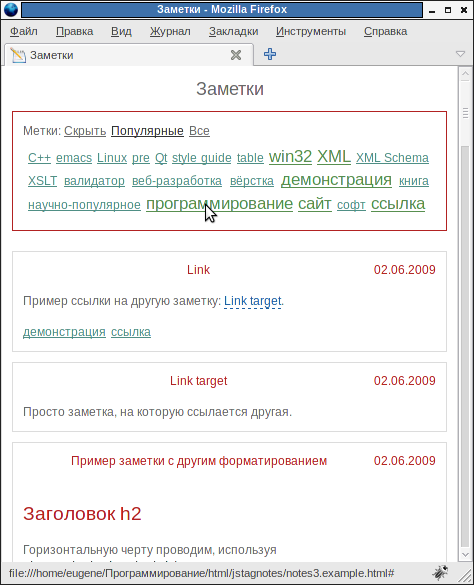 Заметки - Mozilla Firefox
Файл Правка Вид Журнал Закладки Инструменты Справка
Заметки
Заметки
Метки: Скрыть Популярные Все
C++ emacs Linux pre Qt style guide table win32 XML XML Schema
XSLT валидатор веб-разработка вёрстка демонстрация книга
научно-популярное программирование сайт софт ссылка
Link 02.06.2009
Пример ссылки на другую заметку: Link target.
демонстрация ссылка
Link target 02.06.2009
Просто заметка, на которую ссылается другая.
Пример заметки с другим форматированием 02.06.2009
Заголовок h2
Горизонтальную черту проводим, используя
file:///home/eugene/Программирование/html/jstagnotes/notes3.example.html#